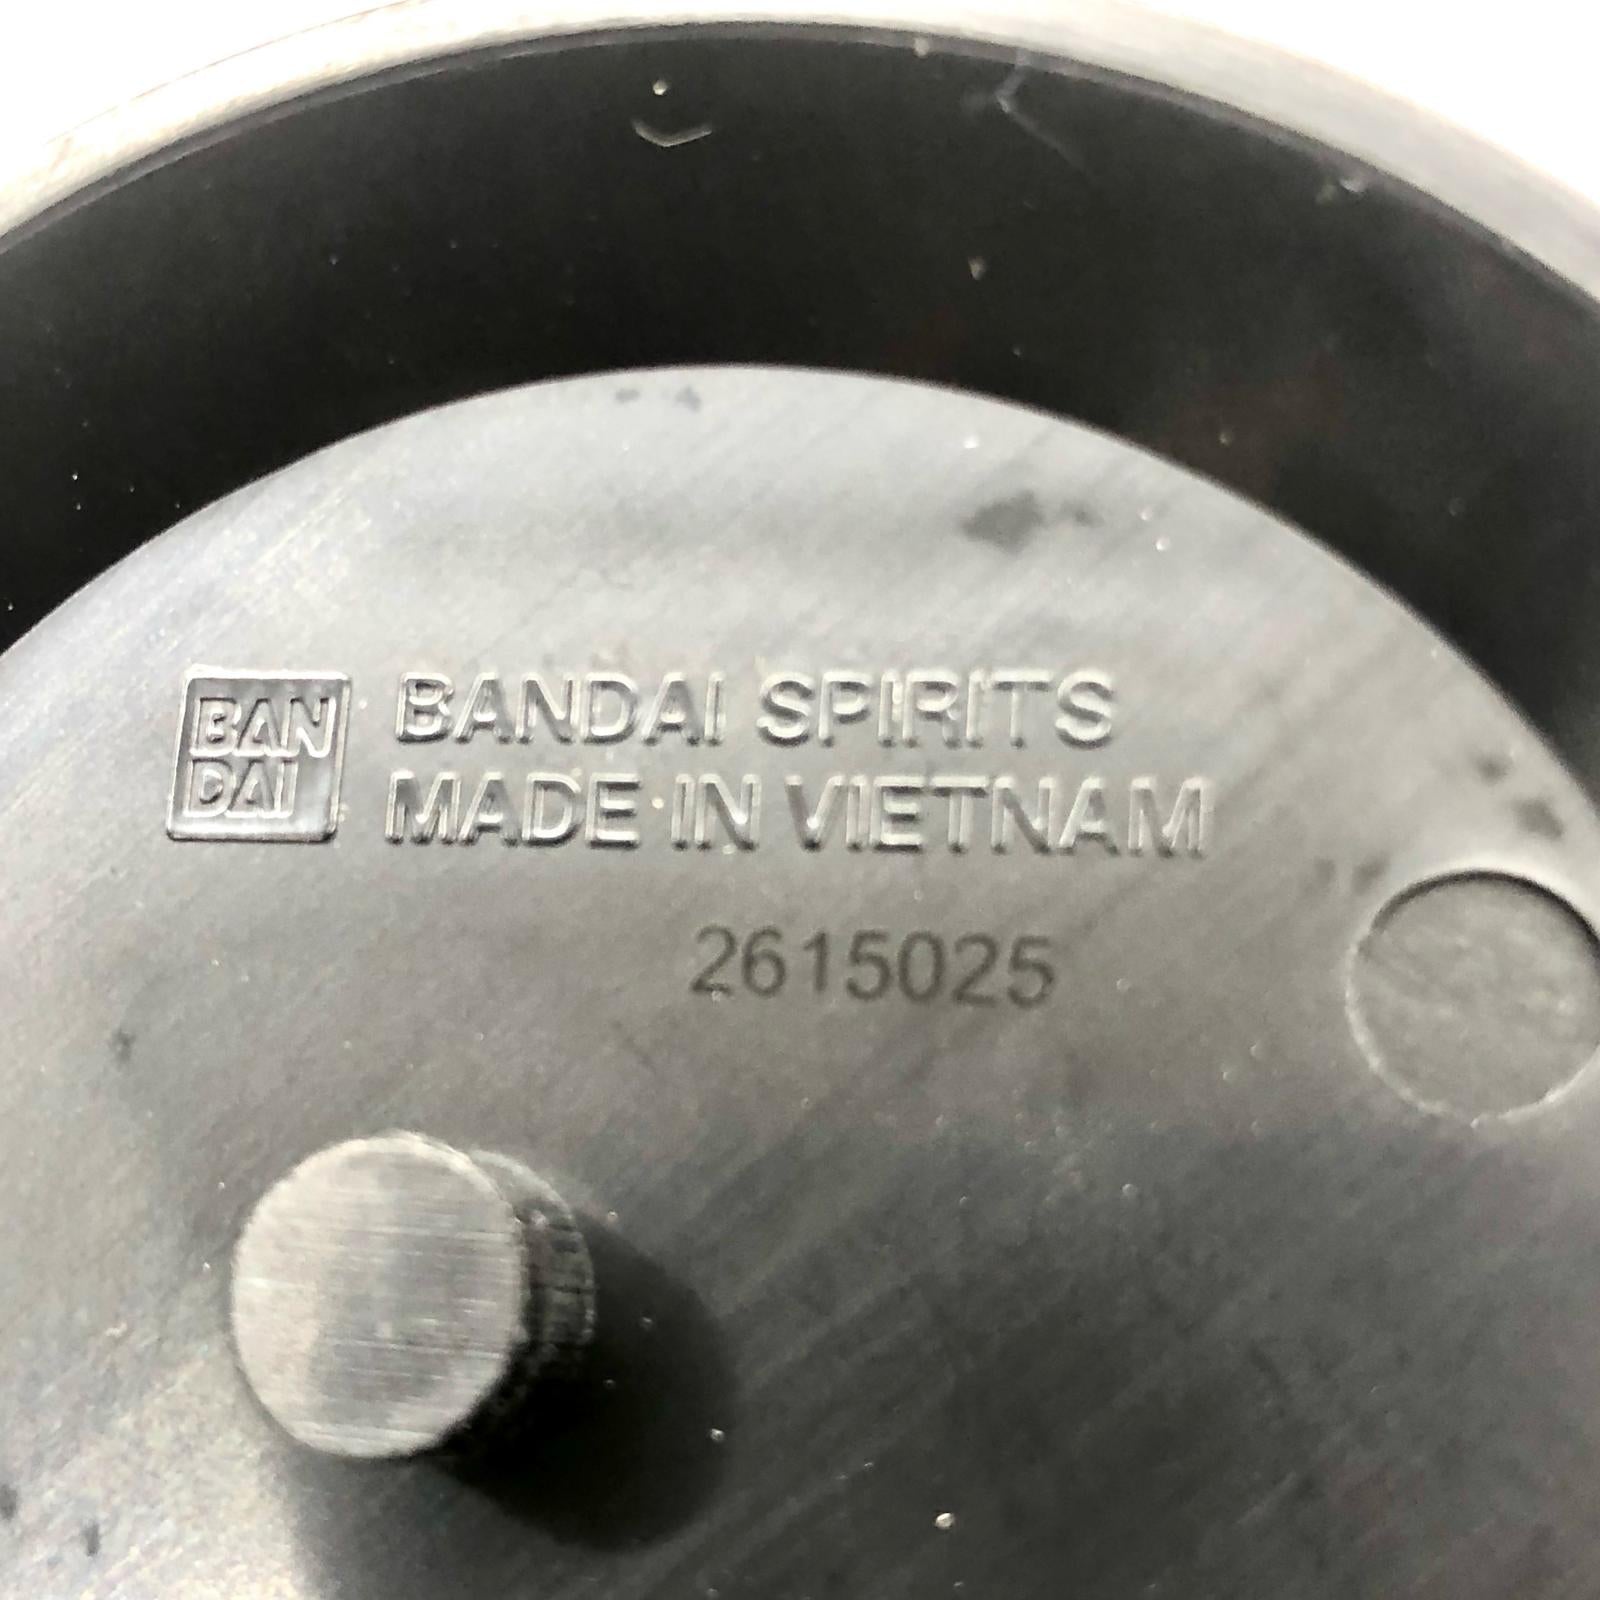 BAN
DAI
BANDAI SPIRITS
MADE IN VIETNAM
2615025